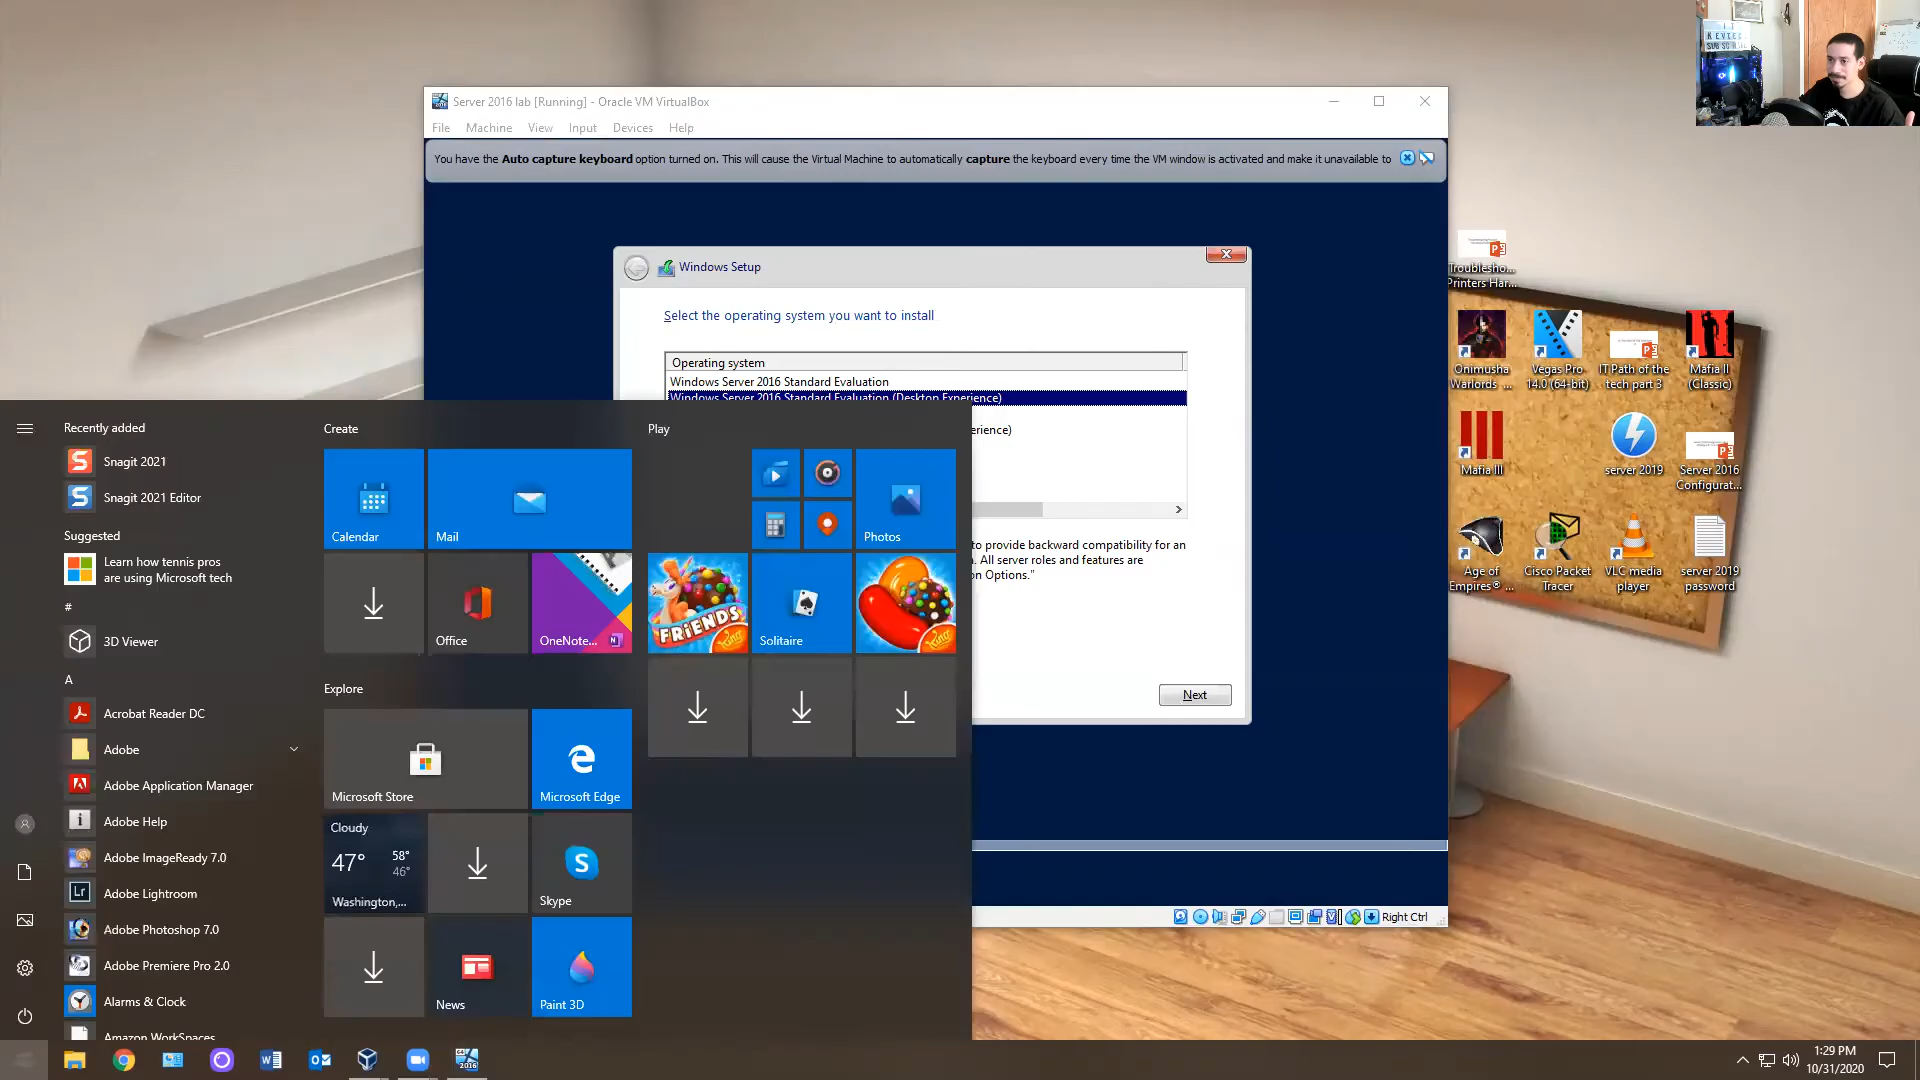 Server 2016 lab [Running] - Oracle VM VirtualBox
File Machine View Input Devices Help
You have the Auto capture keyboard option turned on. This will cause the Virtual Machine to automatically capture the keyboard every time the VM window is activated and make it unavailable to
Windows Setup
Select the operating system you want to install
Operating system
Windows Server 2016 Standard Evaluation
Windows Server 2016 Standard Evaluation (Desktop Experience)
erience)
to provide backward compatibility for an
. All server roles and features are
on Options."
Next
Right Ctrl
Recently added
Snagit 2021
Snagit 2021 Editor
Suggested
Learn how tennis pros
are using Microsoft tech
#
3D Viewer
A
Acrobat Reader DC
Adobe
Adobe Application Manager
Adobe Help
Adobe ImageReady 7.0
Adobe Lightroom
Adobe Photoshop 7.0
Adobe Premiere Pro 2.0
Alarms & Clock
Amazon WorkSpaces
Create
Calendar
Mail
Office
OneNote...
Explore
Microsoft Store
Microsoft Edge
Cloudy
47° 58°
46°
Washington,...
Skype
News
Paint 3D
Play
Photos
FRIENDS
King
Solitaire
King
Troublesho...
Printers Har...
Onimusha
Warlords ...
Vegas Pro
14.0 (64-bit)
IT Path of the
tech part 3
Mafia II
(Classic)
Mafia III
server 2019
Server 2016
Configurat...
Age of
Empires® ...
Cisco Packet
Tracer
VLC media
player
server 2019
password
1:29 PM
10/31/2020